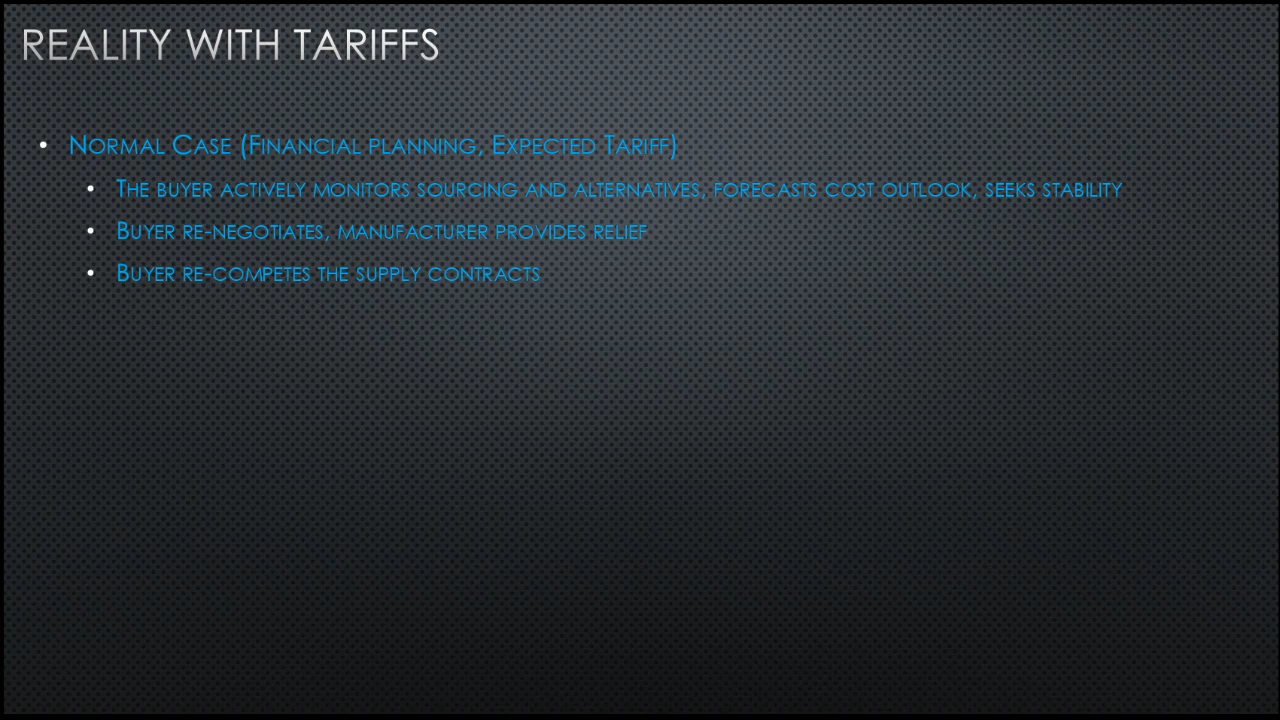 REALITY WITH TARIFFS
• Normal Case (Financial planning, Expected Tariff)
• The buyer actively monitors sourcing and alternatives, forecasts cost outlook, seeks stability
• Buyer re-negotiates, manufacturer provides relief
• Buyer re-competes the supply contracts